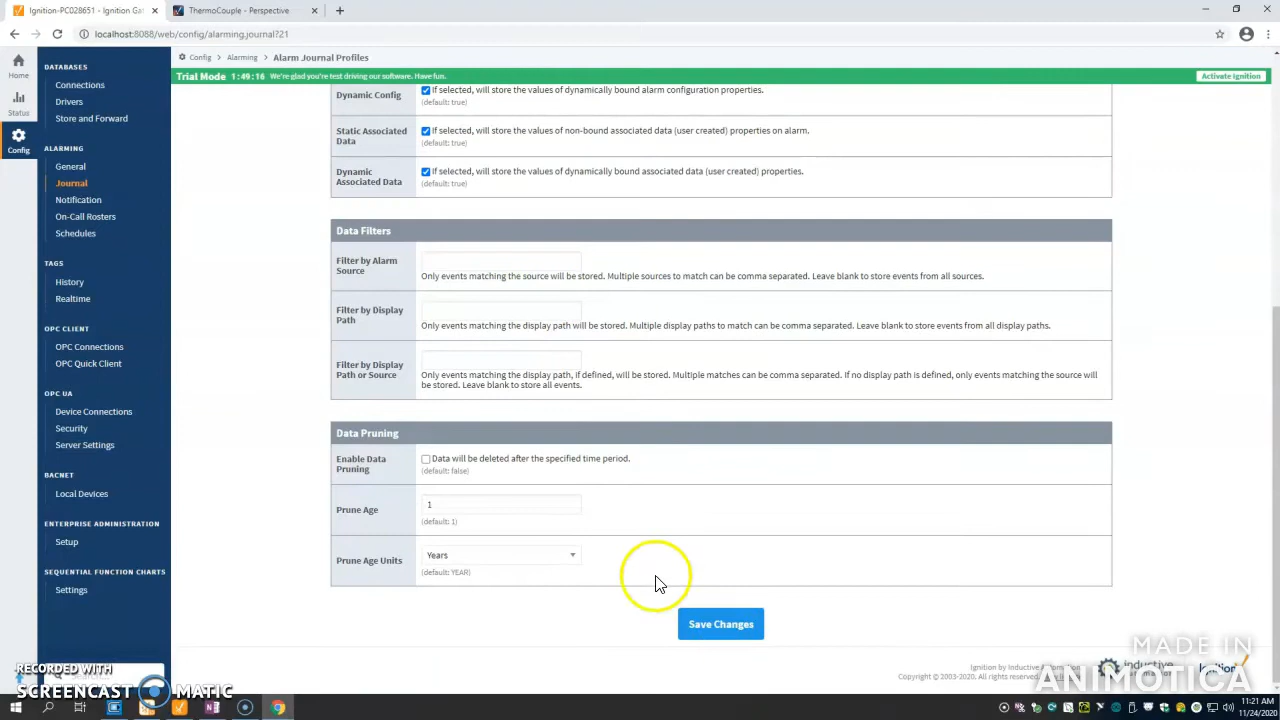 Ignition-PC028651 - Ignition Ga
ThermoCouple - Perspective
localhost:8088/web/config/alarming.journal?21
Home
Status
Config
DATABASES
Connections
Drivers
Store and Forward
ALARMING
General
Journal
Notification
On-Call Rosters
Schedules
TAGS
History
Realtime
OPC CLIENT
OPC Connections
OPC Quick Client
OPC UA
Device Connections
Security
Server Settings
BACNET
Local Devices
ENTERPRISE ADMINISTRATION
Setup
SEQUENTIAL FUNCTION CHARTS
Settings
Config > Alarming > Alarm Journal Profiles
Trial Mode 1:49:16 We're glad you're test driving our software. Have fun.
Activate Ignition
Dynamic Config
If selected, will store the values of dynamically bound alarm configuration properties.
(default: true)
Static Associated Data
If selected, will store the values of non-bound associated data (user created) properties on alarm.
(default: true)
Dynamic Associated Data
If selected, will store the values of dynamically bound associated data (user created) properties.
(default: true)
Data Filters
Filter by Alarm Source
Only events matching the source will be stored. Multiple sources to match can be comma separated. Leave blank to store events from all sources.
Filter by Display Path
Only events matching the display path will be stored. Multiple display paths to match can be comma separated. Leave blank to store events from all display paths.
Filter by Display Path or Source
Only events matching the display path, if defined, will be stored. Multiple matches can be comma separated. If no display path is defined, only events matching the source will
be stored. Leave blank to store all events.
Data Pruning
Enable Data Pruning
Data will be deleted after the specified time period.
(default: false)
Prune Age
1
(default: 1)
Prune Age Units
Years
(default: YEAR)
Save Changes
Ignition by Inductive Automation
Copyright © 2003-2020, All rights reserved.
inductive
Ignition
MADE IN
ANIMOTICA
RECORDED WITH
SCREENCAST MATIC
11:21 AM
11/24/2020